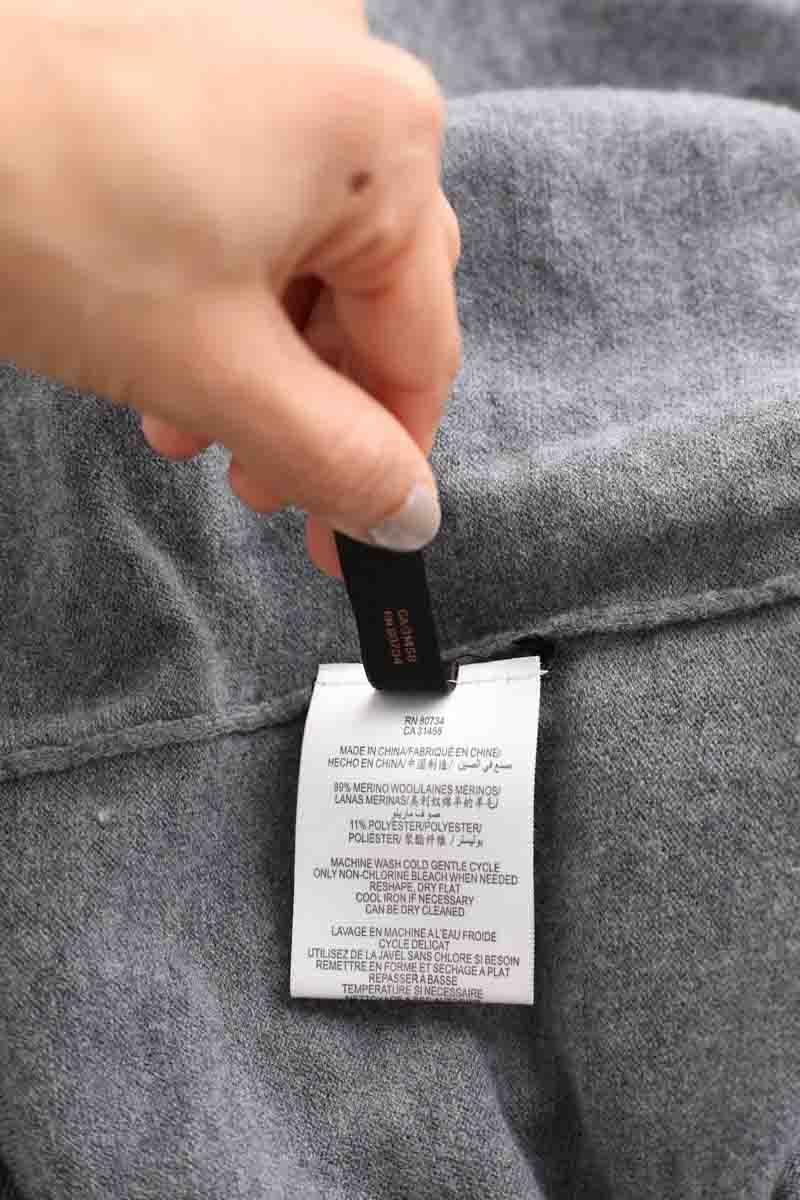 CA 31458
RN 80734
RN 80734
CA 31458
MADE IN CHINA/FABRIQUÉ EN CHINE/
HECHO EN CHINA/中国制造/ صنع في الصين
89% MERINO WOOL/LAINES MERINOS/
LANAS MERINAS/美利奴绵羊的羊毛/
صوف مارينو
11% POLYESTER/POLYESTER/
POLIÉSTER/ 聚酯纤维 / بوليستر
MACHINE WASH COLD GENTLE CYCLE
ONLY NON-CHLORINE BLEACH WHEN NEEDED
RESHAPE, DRY FLAT
COOL IRON IF NECESSARY
CAN BE DRY CLEANED
LAVAGE EN MACHINE A L'EAU FROIDE
CYCLE DELICAT
UTILISEZ DE LA JAVEL SANS CHLORE SI BESOIN
REMETTRE EN FORME ET SECHAGE A PLAT
REPASSER A BASSE
TEMPERATURE SI NECESSAIRE